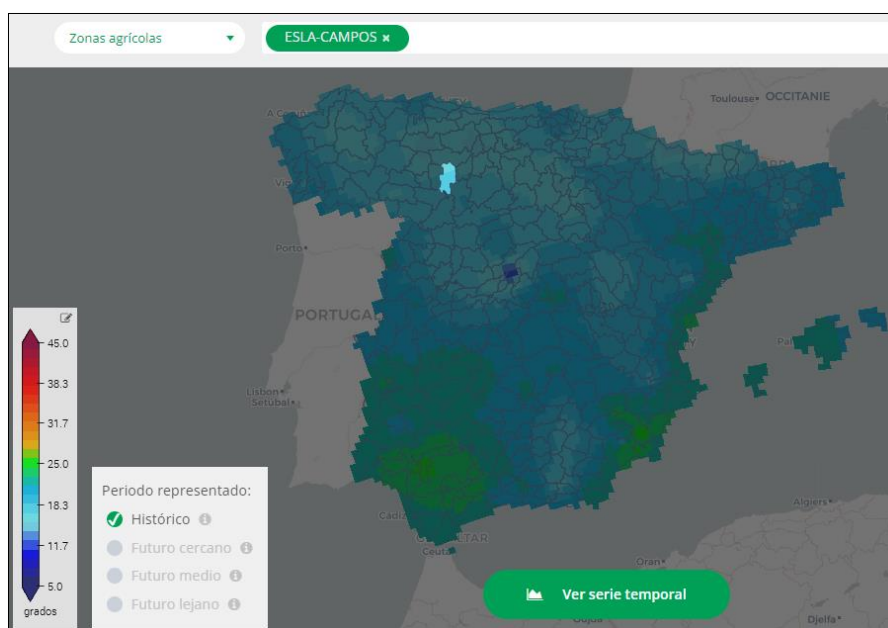 Zonas agrícolas
ESLA-CAMPOS ×
Toulouse OCCITANIE
Porto
PORTUGAL
Lisbon
Setúbal
45.0
38.3
31.7
25.0
18.3
11.7
5.0
grados
Periodo representado:
Histórico
Futuro cercano
Futuro medio
Futuro lejano
Cádiz
Ceuta
Algiers
Oran
Ver serie temporal
Oujda
Djelfa